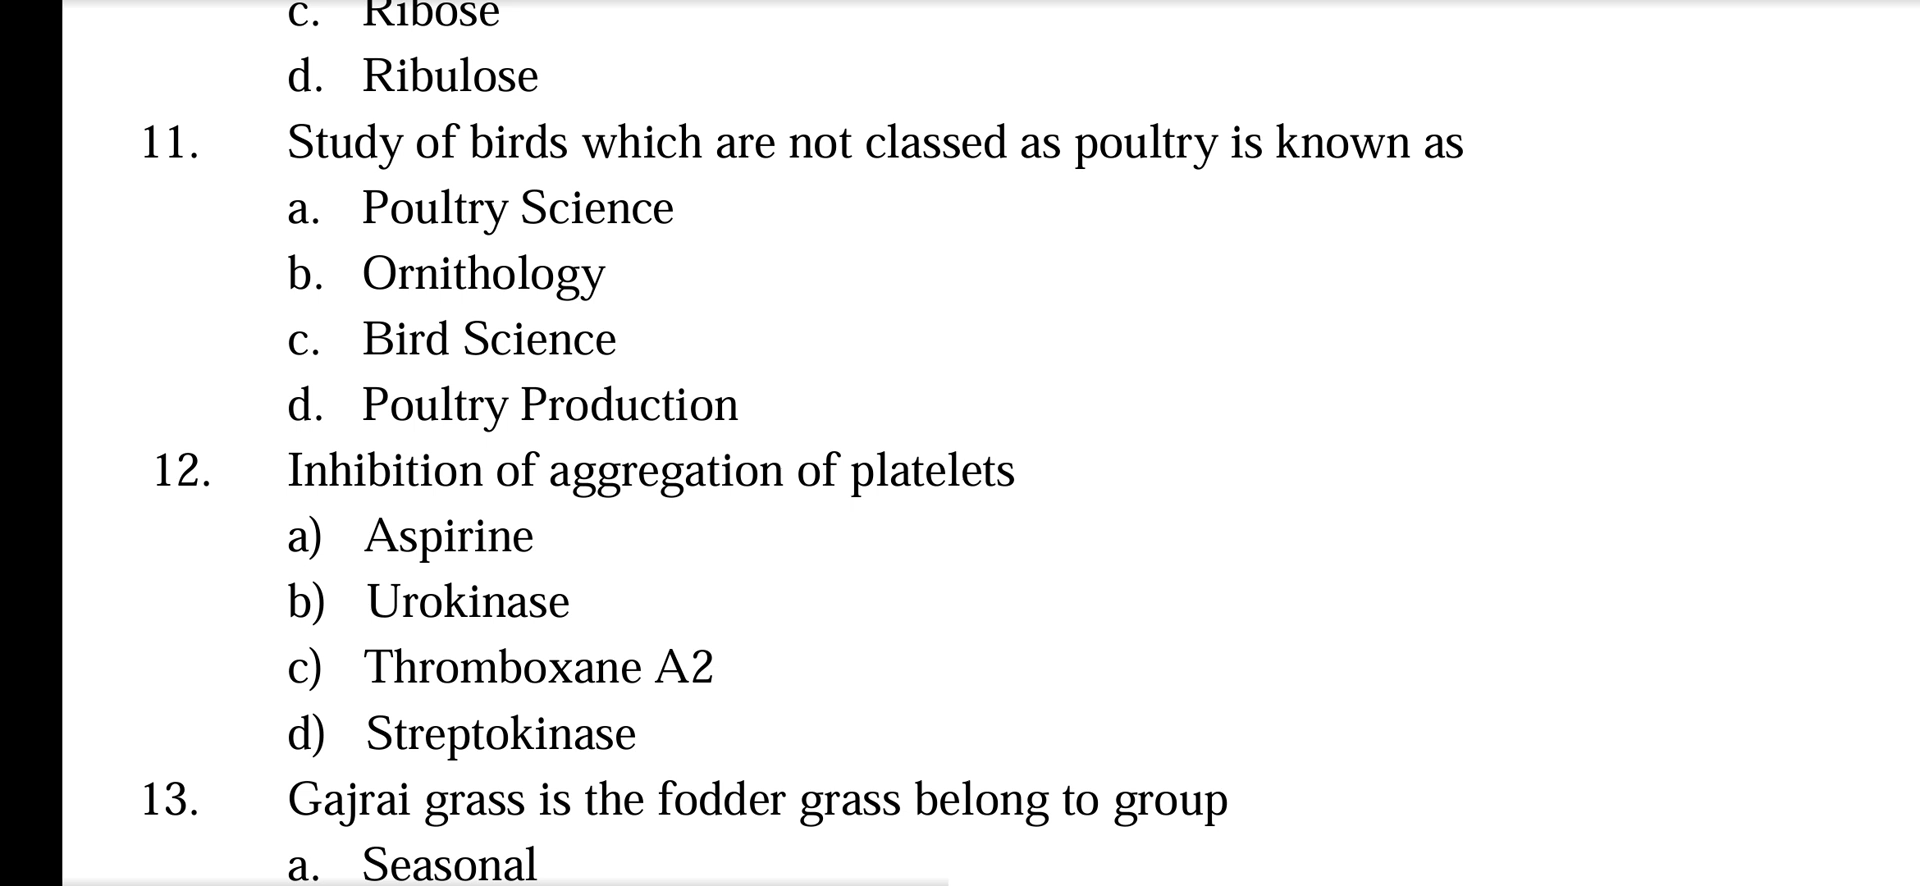 c. Ribose
d. Ribulose
11. Study of birds which are not classed as poultry is known as
a. Poultry Science
b. Ornithology
c. Bird Science
d. Poultry Production
12. Inhibition of aggregation of platelets
a) Aspirine
b) Urokinase
c) Thromboxane A2
d) Streptokinase
13. Gajrai grass is the fodder grass belong to group
a. Seasonal